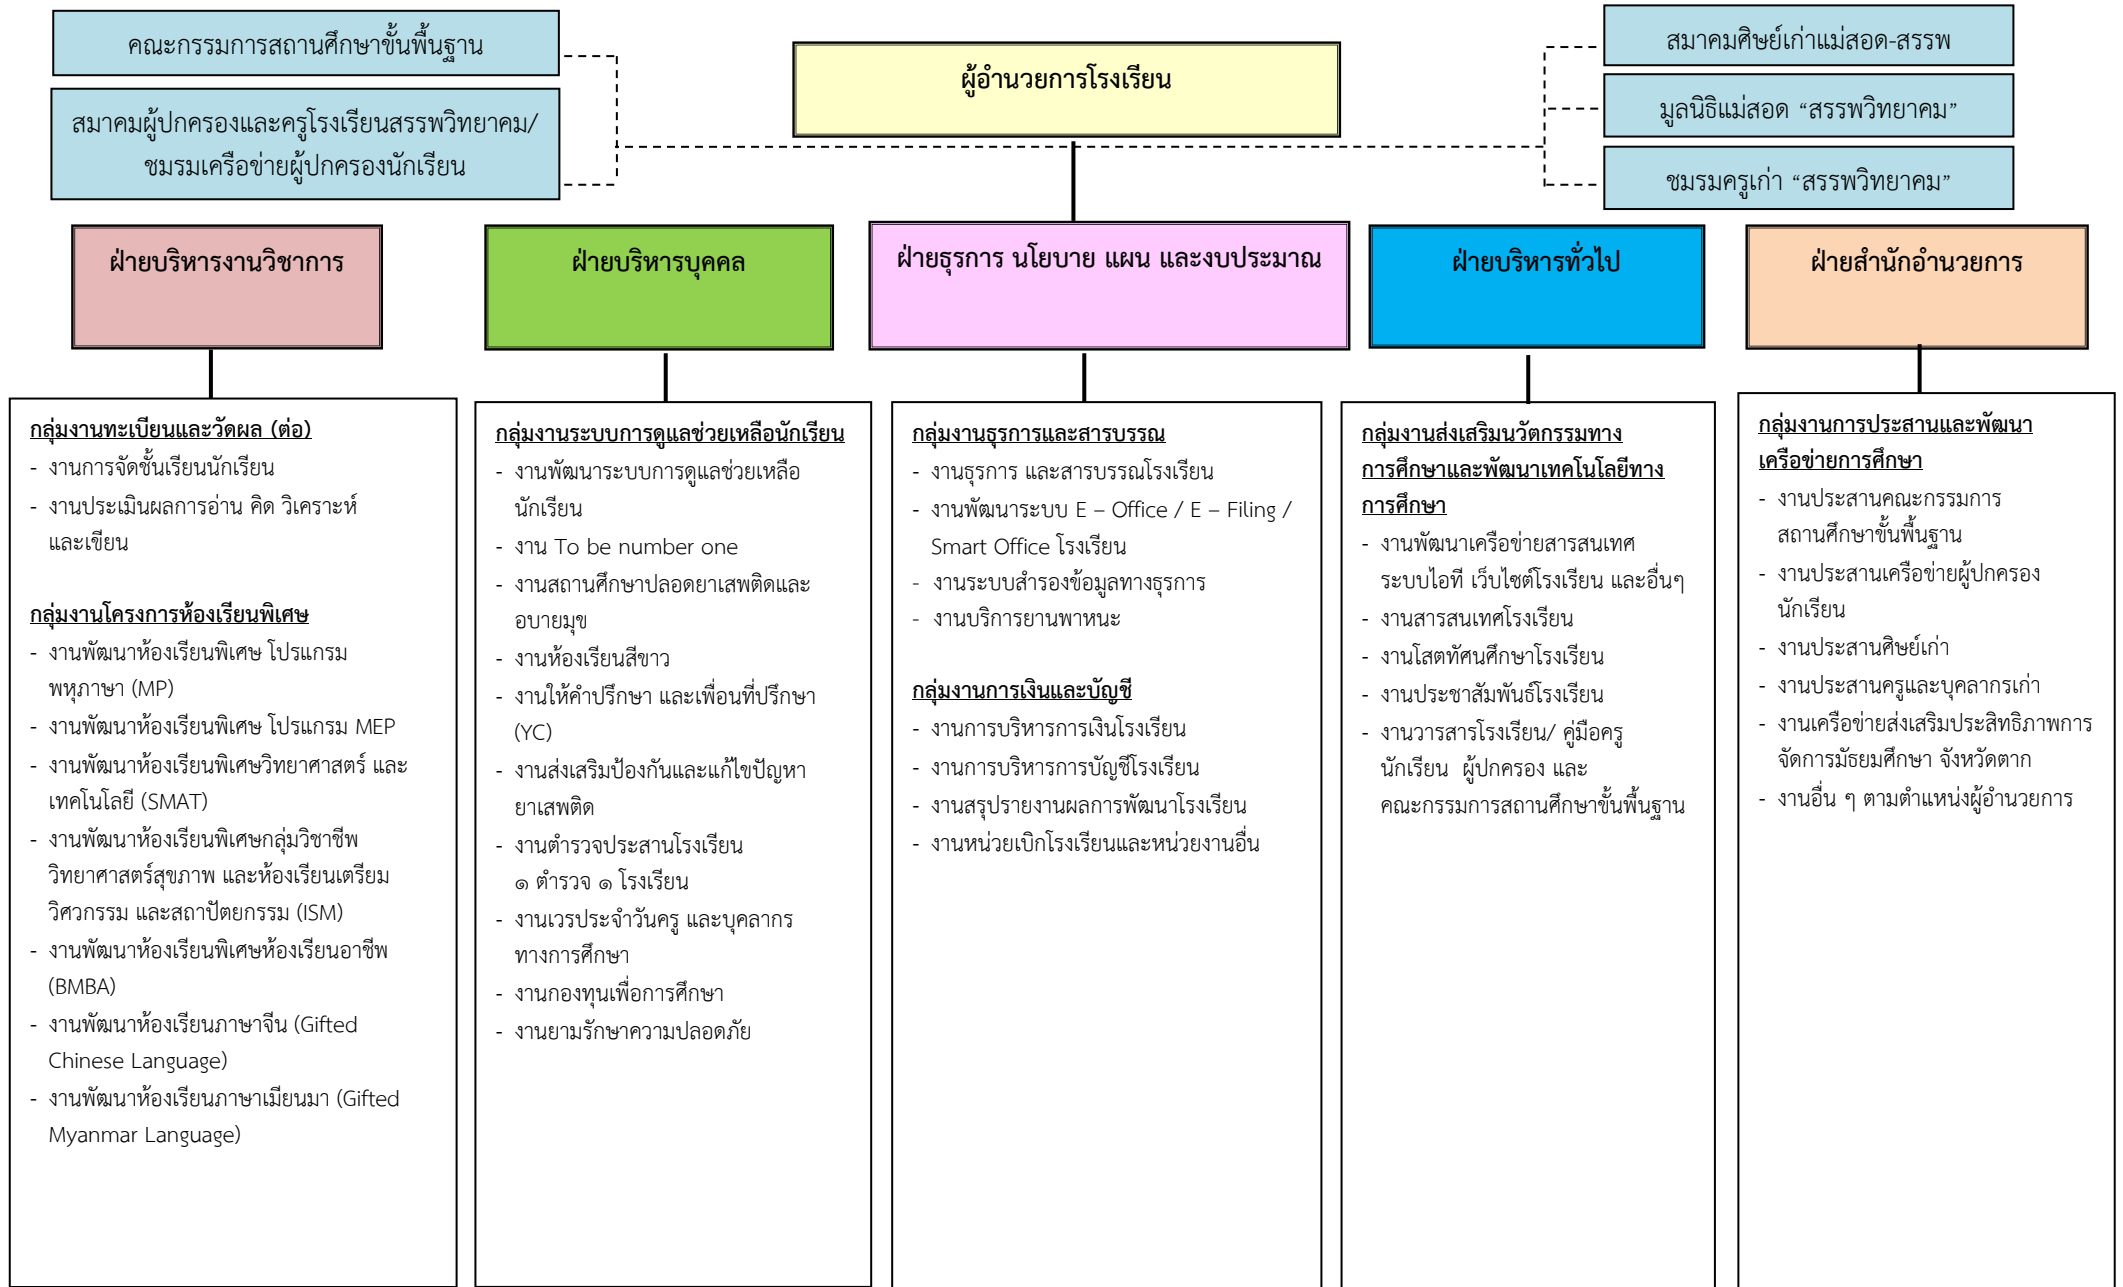 คณะกรรมการสถานศึกษาขั้นพื้นฐาน
สมาคมผู้ปกครองและครูโรงเรียนสรรพวิทยาคม/
ชมรมเครือข่ายผู้ปกครองนักเรียน
ผู้อำนวยการโรงเรียน
สมาคมศิษย์เก่าแม่สอด-สรรพ
มูลนิธิแม่สอด “สรรพวิทยาคม”
ชมรมครูเก่า “สรรพวิทยาคม”
ฝ่ายบริหารงานวิชาการ
ฝ่ายบริหารบุคคล
ฝ่ายธุรการ นโยบาย แผน และงบประมาณ
ฝ่ายบริหารทั่วไป
ฝ่ายสำนักอำนวยการ
กลุ่มงานทะเบียนและวัดผล (ต่อ)
- งานการจัดชั้นเรียนนักเรียน
- งานประเมินผลการอ่าน คิด วิเคราะห์
และเขียน
กลุ่มงานโครงการห้องเรียนพิเศษ
- งานพัฒนาห้องเรียนพิเศษ โปรแกรม
พหุภาษา (MP)
- งานพัฒนาห้องเรียนพิเศษ โปรแกรม MEP
- งานพัฒนาห้องเรียนพิเศษวิทยาศาสตร์ และ
เทคโนโลยี (SMAT)
- งานพัฒนาห้องเรียนพิเศษกลุ่มวิชาชีพ
วิทยาศาสตร์สุขภาพ และห้องเรียนเตรียม
วิศวกรรม และสถาปัตยกรรม (ISM)
- งานพัฒนาห้องเรียนพิเศษห้องเรียนอาชีพ
(BMBA)
- งานพัฒนาห้องเรียนภาษาจีน (Gifted
Chinese Language)
- งานพัฒนาห้องเรียนภาษาเมียนมา (Gifted
Myanmar Language)
กลุ่มงานระบบการดูแลช่วยเหลือนักเรียน
- งานพัฒนาระบบการดูแลช่วยเหลือ
นักเรียน
- งาน To be number one
- งานสถานศึกษาปลอดยาเสพติดและ
อบายมุข
- งานห้องเรียนสีขาว
- งานให้คำปรึกษา และเพื่อนที่ปรึกษา
(YC)
- งานส่งเสริมป้องกันและแก้ไขปัญหา
ยาเสพติด
- งานตำรวจประสานโรงเรียน
๑ ตำรวจ ๑ โรงเรียน
- งานเวรประจำวันครู และบุคลากร
ทางการศึกษา
- งานกองทุนเพื่อการศึกษา
- งานยามรักษาความปลอดภัย
กลุ่มงานธุรการและสารบรรณ
- งานธุรการ และสารบรรณโรงเรียน
- งานพัฒนาระบบ E – Office / E – Filing /
Smart Office โรงเรียน
- งานระบบสำรองข้อมูลทางธุรการ
- งานบริการยานพาหนะ
กลุ่มงานการเงินและบัญชี
- งานการบริหารการเงินโรงเรียน
- งานการบริหารการบัญชีโรงเรียน
- งานสรุปรายงานผลการพัฒนาโรงเรียน
- งานหน่วยเบิกโรงเรียนและหน่วยงานอื่น
กลุ่มงานส่งเสริมนวัตกรรมทาง
การศึกษาและพัฒนาเทคโนโลยีทาง
การศึกษา
- งานพัฒนาเครือข่ายสารสนเทศ
ระบบไอที เว็บไซต์โรงเรียน และอื่นๆ
- งานสารสนเทศโรงเรียน
- งานโสตทัศนศึกษาโรงเรียน
- งานประชาสัมพันธ์โรงเรียน
- งานวารสารโรงเรียน/ คู่มือครู
นักเรียน ผู้ปกครอง และ
คณะกรรมการสถานศึกษาขั้นพื้นฐาน
กลุ่มงานการประสานและพัฒนา
เครือข่ายการศึกษา
- งานประสานคณะกรรมการ
สถานศึกษาขั้นพื้นฐาน
- งานประสานเครือข่ายผู้ปกครอง
นักเรียน
- งานประสานศิษย์เก่า
- งานประสานครูและบุคลากรเก่า
- งานเครือข่ายส่งเสริมประสิทธิภาพการ
จัดการมัธยมศึกษา จังหวัดตาก
- งานอื่น ๆ ตามตำแหน่งผู้อำนวยการ